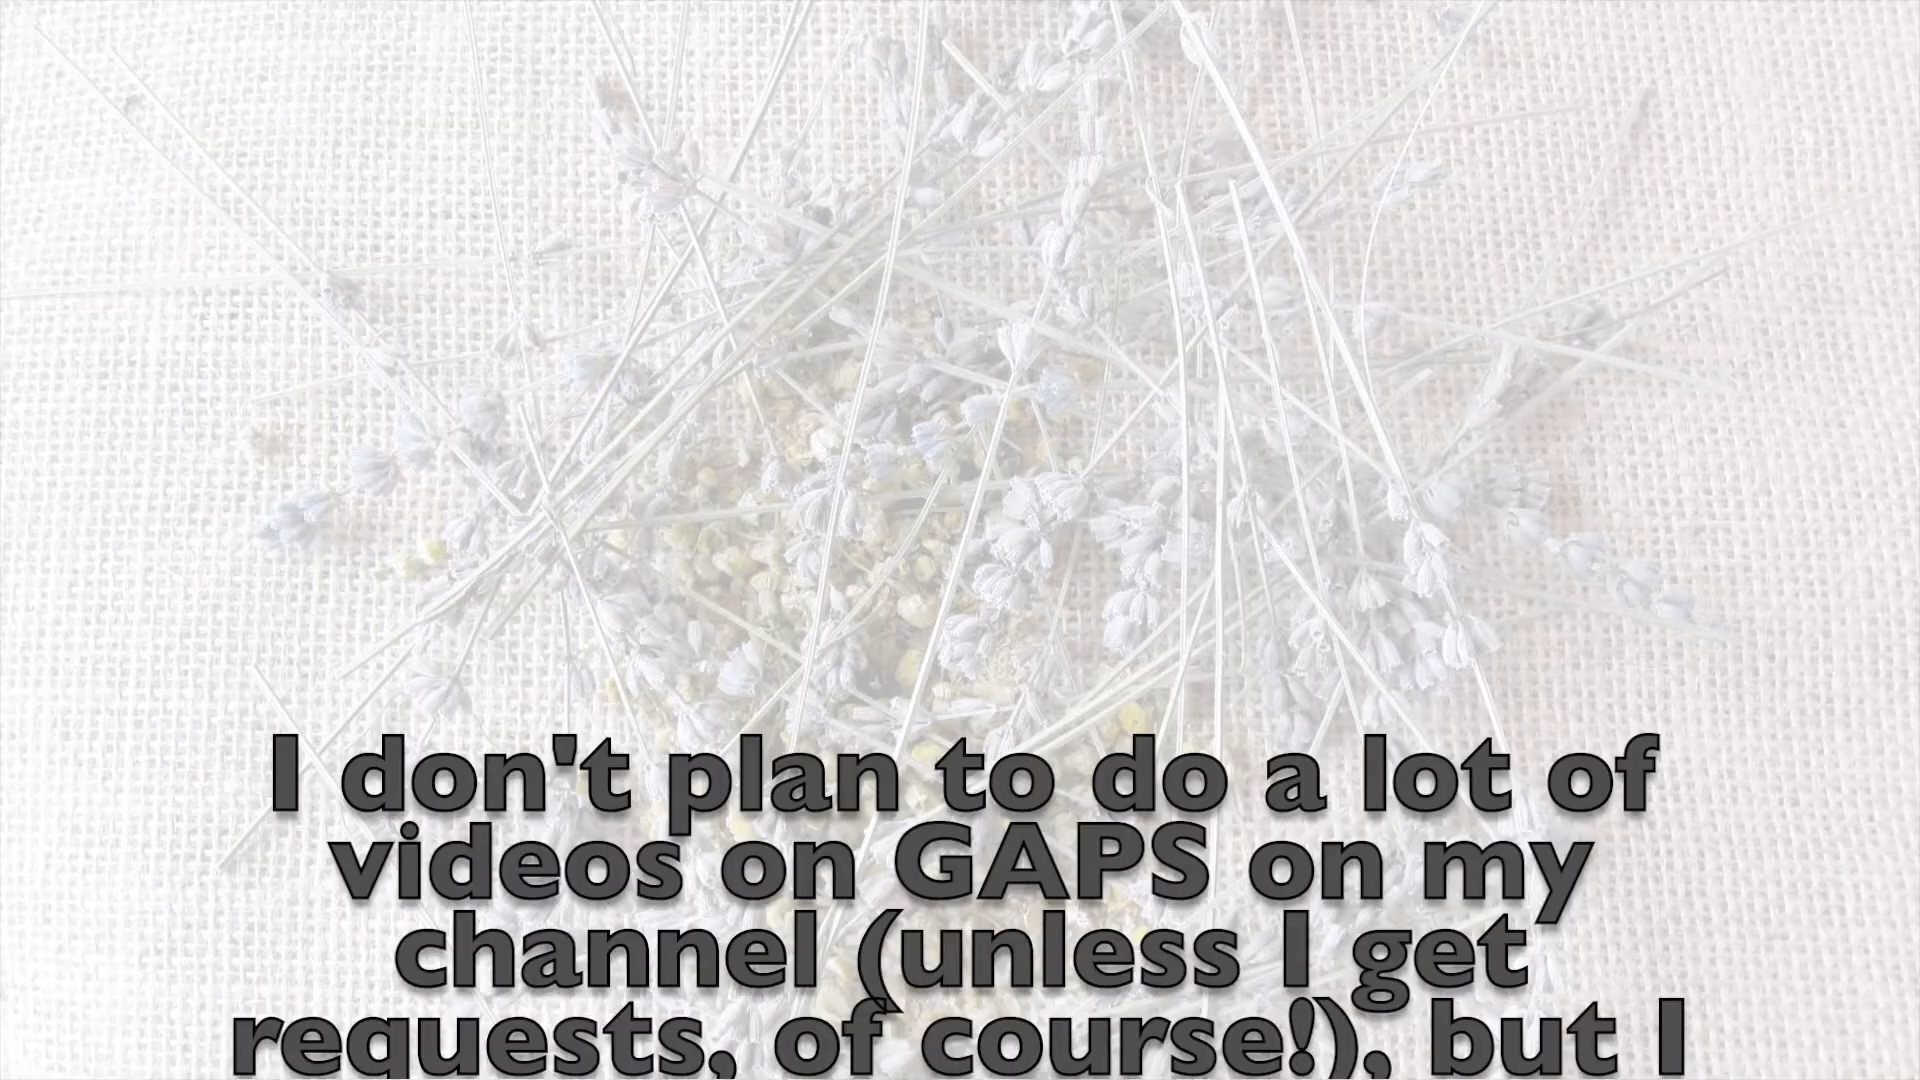 I don't plan to do a lot of
videos on GAPS on my
channel (unless I get
requests, of course!), but I